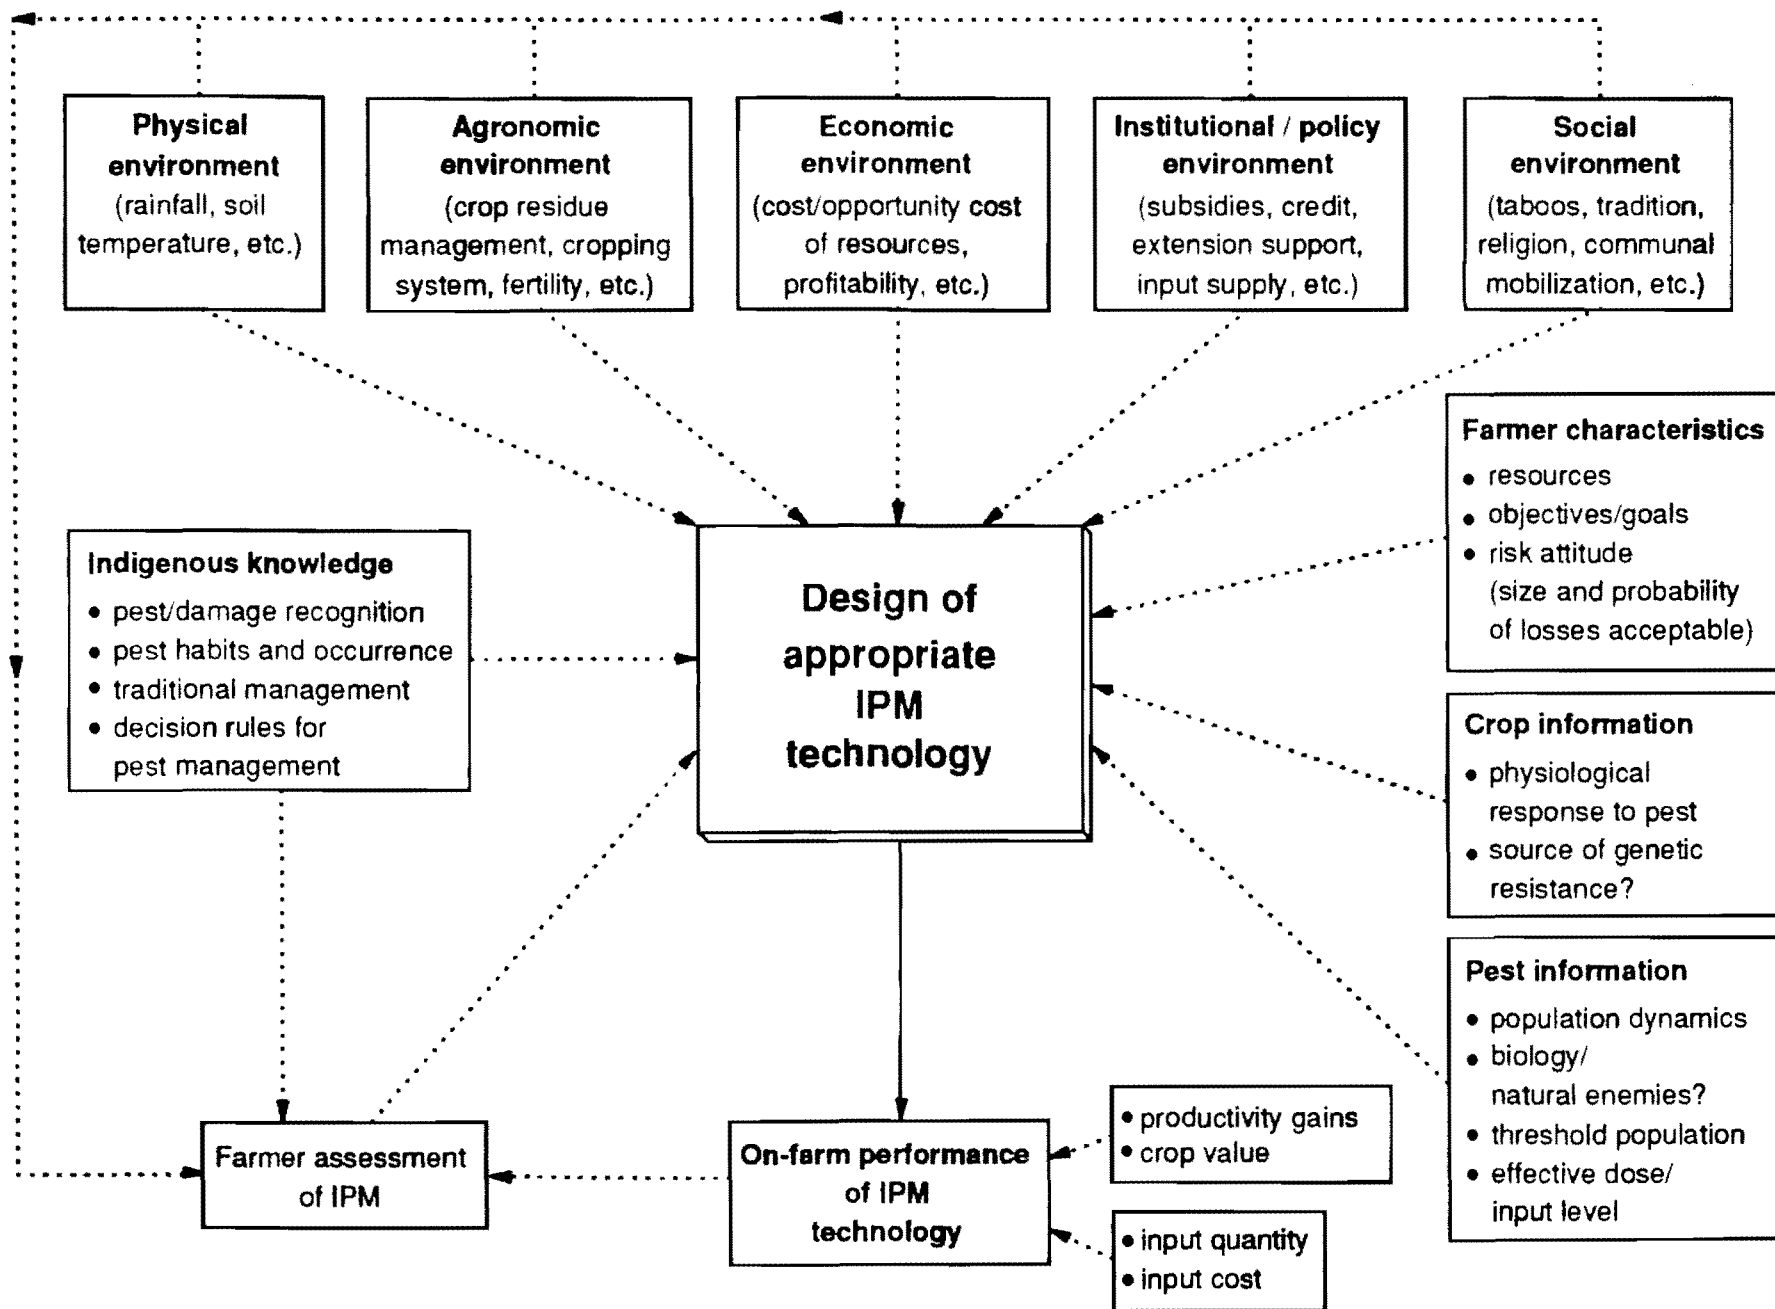 Physical
environment
(rainfall, soil
temperature, etc.)
Agronomic
environment
(crop residue
management, cropping
system, fertility, etc.)
Economic
environment
(cost/opportunity cost
of resources,
profitability, etc.)
Institutional / policy
environment
(subsidies, credit,
extension support,
input supply, etc.)
Social
environment
(taboos, tradition,
religion, communal
mobilization, etc.)
Farmer characteristics
• resources
• objectives/goals
• risk attitude
(size and probability
of losses acceptable)
Indigenous knowledge
• pest/damage recognition
• pest habits and occurrence
• traditional management
• decision rules for
pest management
Design of
appropriate
IPM
technology
Crop information
• physiological
response to pest
• source of genetic
resistance?
Pest information
• population dynamics
• biology/
natural enemies?
• threshold population
• effective dose/
input level
Farmer assessment
of IPM
On-farm performance
of IPM
technology
• productivity gains
• crop value
• input quantity
• input cost